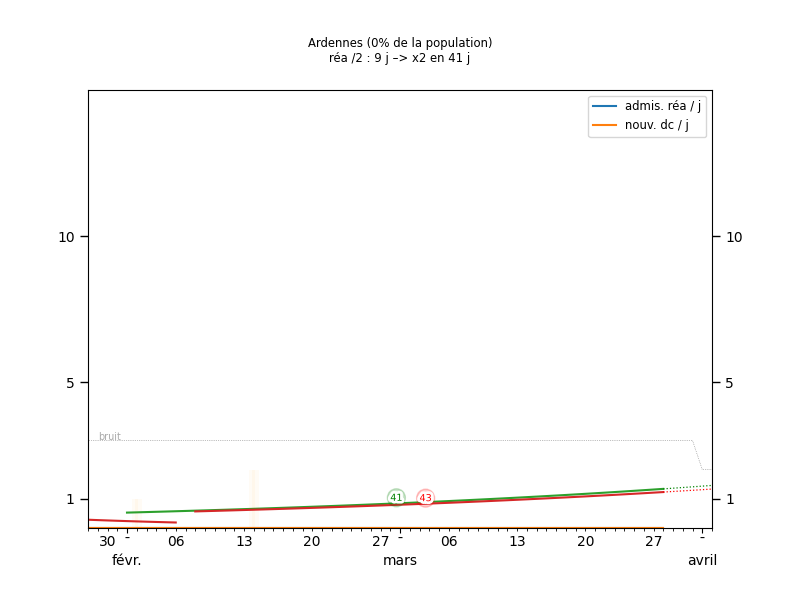 Ardennes (0% de la population)
réa /2 : 9 j –> x2 en 41 j
admis. réa / j
nouv. dc / j
10 10
5 5
bruit
41 43
1 1
30 - 06 13 20 27 - 06 13 20 27 -
févr. mars avril